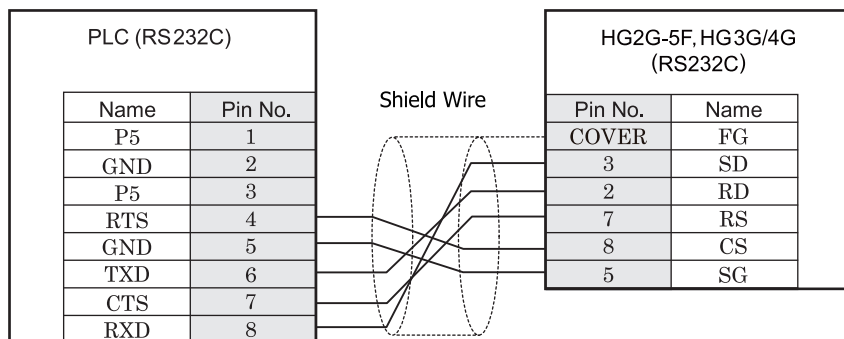 PLC (RS232C)
Name Pin No.
P5 1
GND 2
P5 3
RTS 4
GND 5
TXD 6
CTS 7
RXD 8
Shield Wire
HG2G-5F, HG3G/4G
(RS232C)
Pin No. Name
COVER FG
3 SD
2 RD
7 RS
8 CS
5 SG